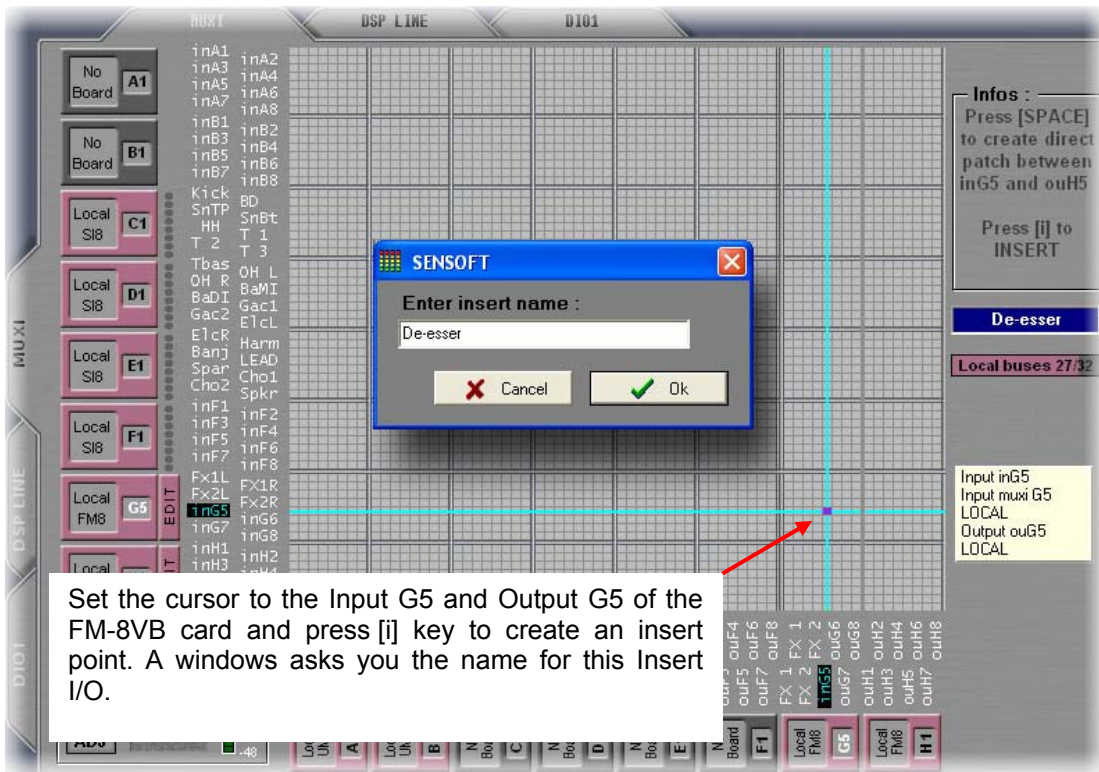 MUXI
DSP LINE
DIO1
No Board A1
No Board B1
Local SI8 C1
Local SI8 D1
Local SI8 E1
Local SI8 F1
Local FM8 G5
EDIT
Local
MUXI
DSP LINE
DIO1
inA1 inA2
inA3 inA4
inA5 inA6
inA7 inA8
inB1 inB2
inB3 inB4
inB5 inB6
inB7 inB8
Kick BD
SnTP SnBt
HH T 1
T 2 T 3
Tbas OH L
OH R BaMI
BaDI Gac1
Gac2 ElcL
ElcR Harm
Banj LEAD
Spar Cho1
Cho2 Spkr
inF1 inF2
inF3 inF4
inF5 inF6
inF7 inF8
Fx1L FX1R
Fx2L Fx2R
inG5 inG6
inG7 inG8
inH1 inH2
inH3 inH4
SENSOFT
Enter insert name :
De-esser
Cancel
Ok
Infos :
Press [SPACE]
to create direct
patch between
inG5 and ouH5
Press [i] to
INSERT
De-esser
Local buses 27/32
Input inG5
Input muxi G5
LOCAL
Output ouG5
LOCAL
Set the cursor to the Input G5 and Output G5 of the
FM-8VB card and press [i] key to create an insert
point. A windows asks you the name for this Insert
I/O.
ouF4
ouF5 ouF6
ouF7 ouF8
FX 1 FX 1
FX 2 FX 2
inG5 ouG6
ouG7 ouG8
ouH1 ouH2
ouH3 ouH4
ouH5 ouH6
ouH7 ouH8
ADJ
-48
A
B
C
D
E
Board F1
Local FM8 G5
Local FM8 H1